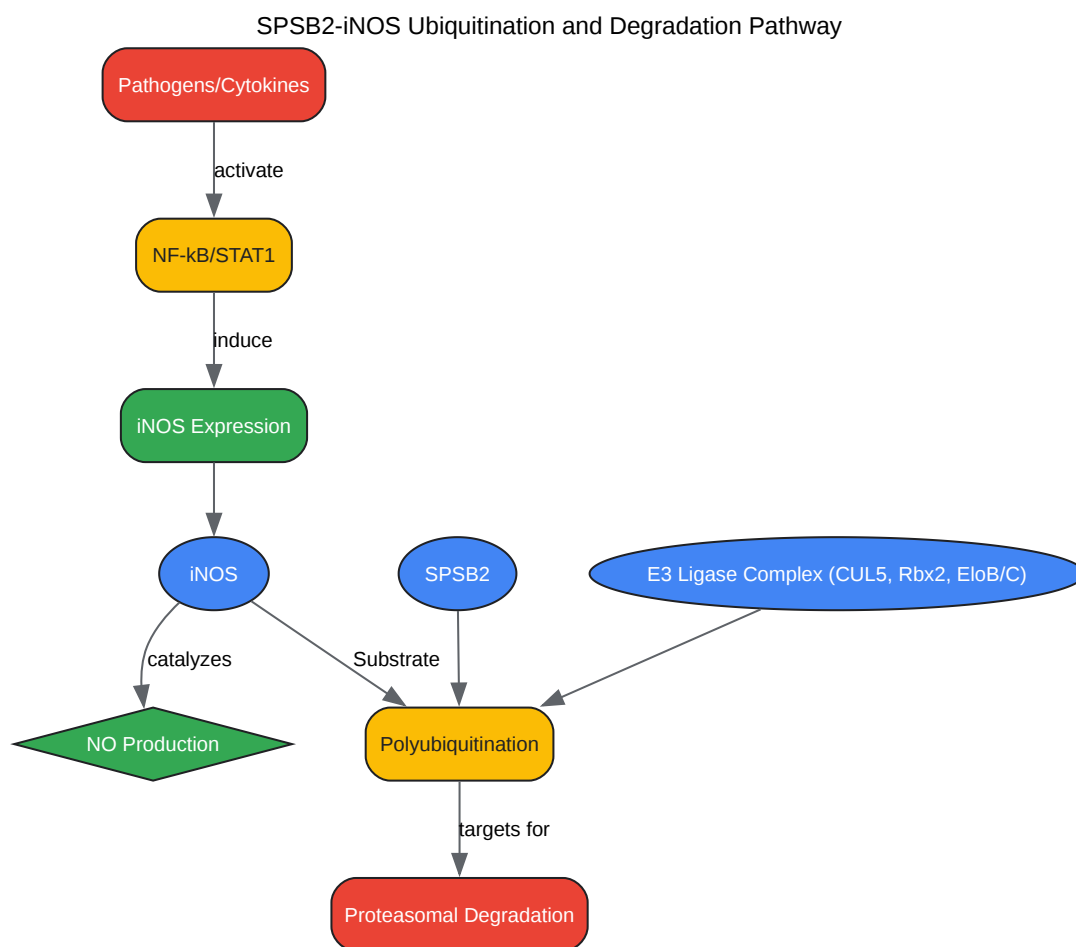 SPSB2-iNOS Ubiquitination and Degradation Pathway
Pathogens/Cytokines
activate
NF-kB/STAT1
induce
iNOS Expression
iNOS
SPSB2
E3 Ligase Complex (CUL5, Rbx2, EloB/C)
catalyzes
Substrate
NO Production
Polyubiquitination
targets for
Proteasomal Degradation